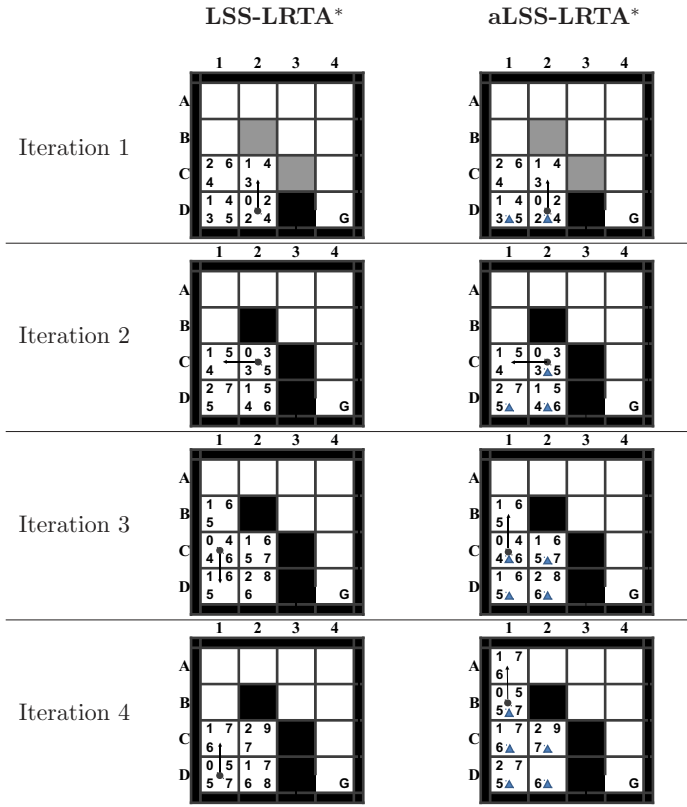 LSS-LRTA* aLSS-LRTA*
1 2 3 4 1 2 3 4
A A
B B
Iteration 1
C 2 6 1 4 C 2 6 1 4
4 3 4 3
D 1 4 0 2 D 1 4 0 2
3 5 2 4 G 3 5 2 4 G
1 2 3 4 1 2 3 4
A A
Iteration 2
B B
C 1 5 0 3 C 1 5 0 3
4 3 5 4 3 5
D 2 7 1 5 D 2 7 1 5
5 4 6 G 5 4 6 G
1 2 3 4 1 2 3 4
A A
B 1 6 B 1 6
Iteration 3
5 5
C 0 4 1 6 C 0 4 1 6
4 6 5 7 4 6 5 7
D 1 6 2 8 D 1 6 2 8
5 6 G 5 6 G
1 2 3 4 1 2 3 4
A A 1 7
6
Iteration 4
B B 0 5
5 7
C 1 7 2 9 C 1 7 2 9
6 7 6 7
D 0 5 1 7 D 2 7
5 7 6 8 G 5 6 G